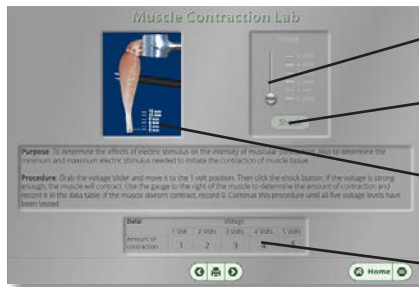 Muscle Contraction Lab
Purpose: To determine the effects of electric stimulus on the intensity of muscular contraction. Also to determine the
minimum and maximum electric stimulus needed to initiate the contraction of muscle tissue.
Procedure: Grab the voltage slider and move it to the 1 volt position. Then click the shock button. If the voltage is strong
enough, the muscle will contract. Use the gauge to the right of the muscle to determine the amount of contraction and
record it in the data table. If the muscle does not contract, record 0. Continue this procedure until all five voltage levels have
been tested.
Data: Voltage
1 Volt 2 Volts 3 Volts 4 Volts 5 Volts
Amount of
contraction
1 2 3 4
Home